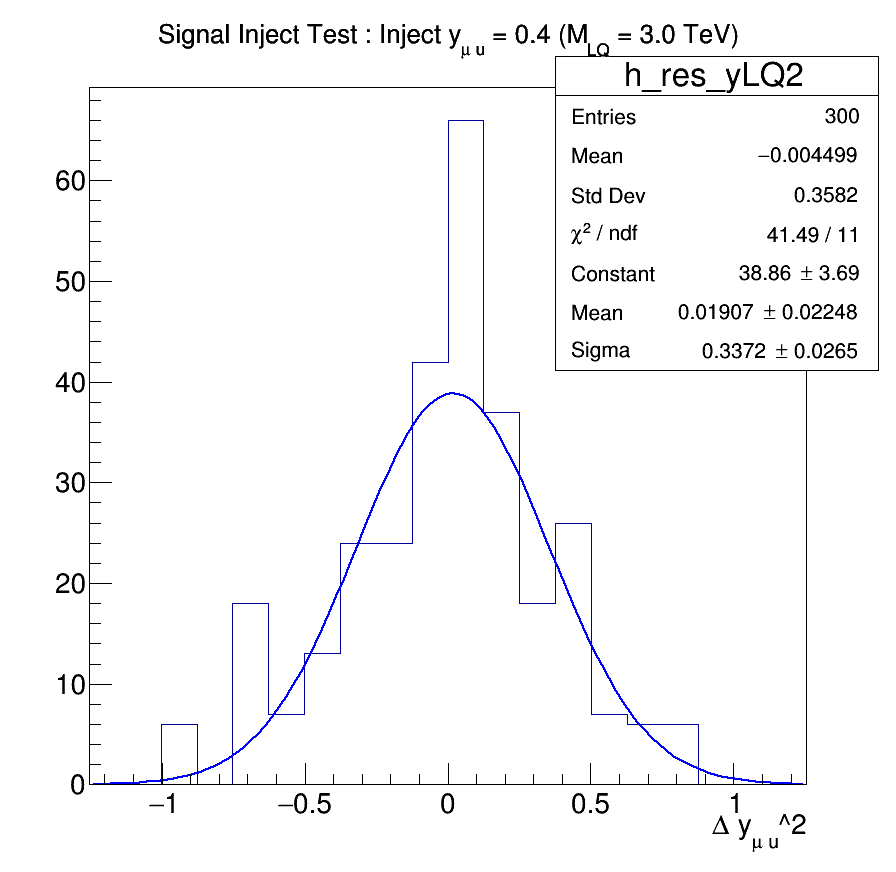 Signal Inject Test : Inject y_μ u = 0.4 (M_LQ = 3.0 TeV)
h_res_yLQ2
Entries 300
Mean −0.004499
Std Dev 0.3582
χ² / ndf 41.49 / 11
Constant 38.86 ± 3.69
Mean 0.01907 ± 0.02248
Sigma 0.3372 ± 0.0265
60
50
40
30
20
10
0
−1 −0.5 0 0.5 1
Δ y_μ u^2